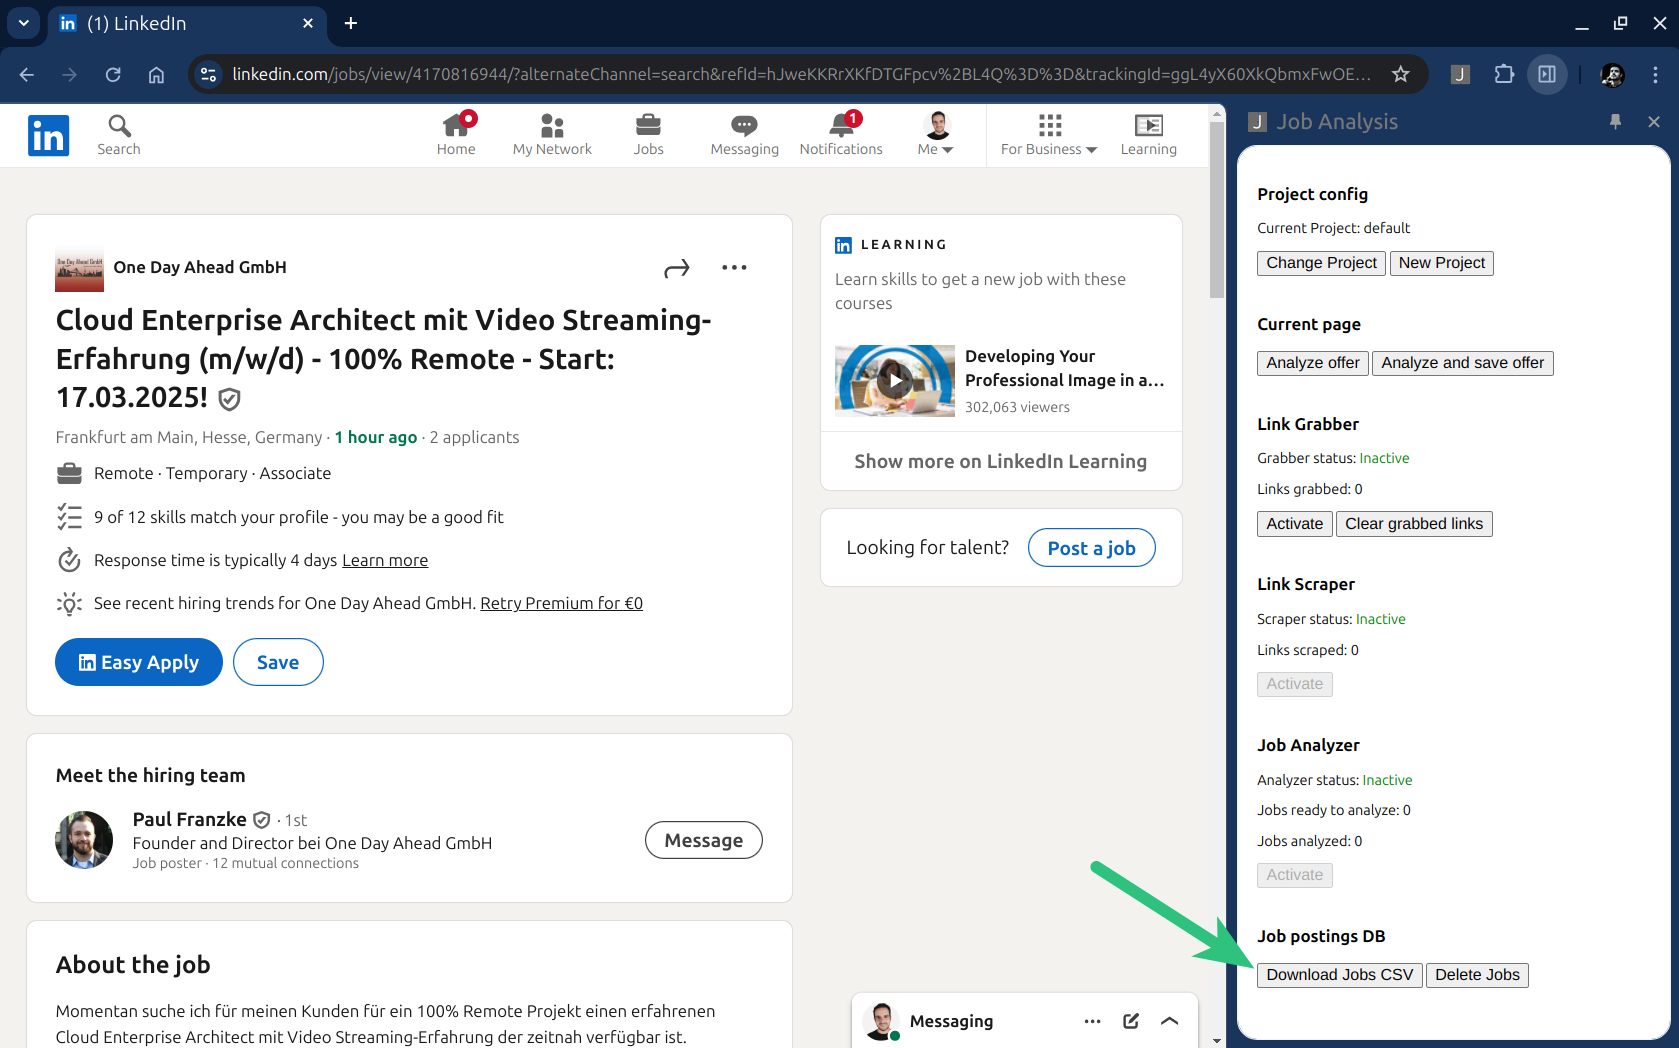 (1) LinkedIn
linkedin.com/jobs/view/4170816944/?alternateChannel=search&refId=hJweKKRrXKfDTGFpcv%2BL4Q%3D%3D&trackingId=ggL4yX60XkQbmxFwOE...
J
Search
Home
My Network
Jobs
Messaging
1
Notifications
Me
For Business
Learning
One Day Ahead GmbH
One Day Ahead GmbH
Cloud Enterprise Architect mit Video Streaming-
Erfahrung (m/w/d) - 100% Remote - Start:
17.03.2025!
Frankfurt am Main, Hesse, Germany · 1 hour ago · 2 applicants
Remote · Temporary · Associate
9 of 12 skills match your profile - you may be a good fit
Response time is typically 4 days Learn more
See recent hiring trends for One Day Ahead GmbH. Retry Premium for €0
in Easy Apply
Save
Meet the hiring team
Paul Franzke · 1st
Founder and Director bei One Day Ahead GmbH
Job poster · 12 mutual connections
Message
About the job
Momentan suche ich für meinen Kunden für ein 100% Remote Projekt einen erfahrenen
Cloud Enterprise Architect mit Video Streaming-Erfahrung der zeitnah verfügbar ist.
in LEARNING
Learn skills to get a new job with these
courses
Developing Your
Professional Image in a...
302,063 viewers
Show more on LinkedIn Learning
Looking for talent?
Post a job
Messaging
J Job Analysis
Project config
Current Project: default
Change Project
New Project
Current page
Analyze offer
Analyze and save offer
Link Grabber
Grabber status: Inactive
Links grabbed: 0
Activate
Clear grabbed links
Link Scraper
Scraper status: Inactive
Links scraped: 0
Activate
Job Analyzer
Analyzer status: Inactive
Jobs ready to analyze: 0
Jobs analyzed: 0
Activate
Job postings DB
Download Jobs CSV
Delete Jobs